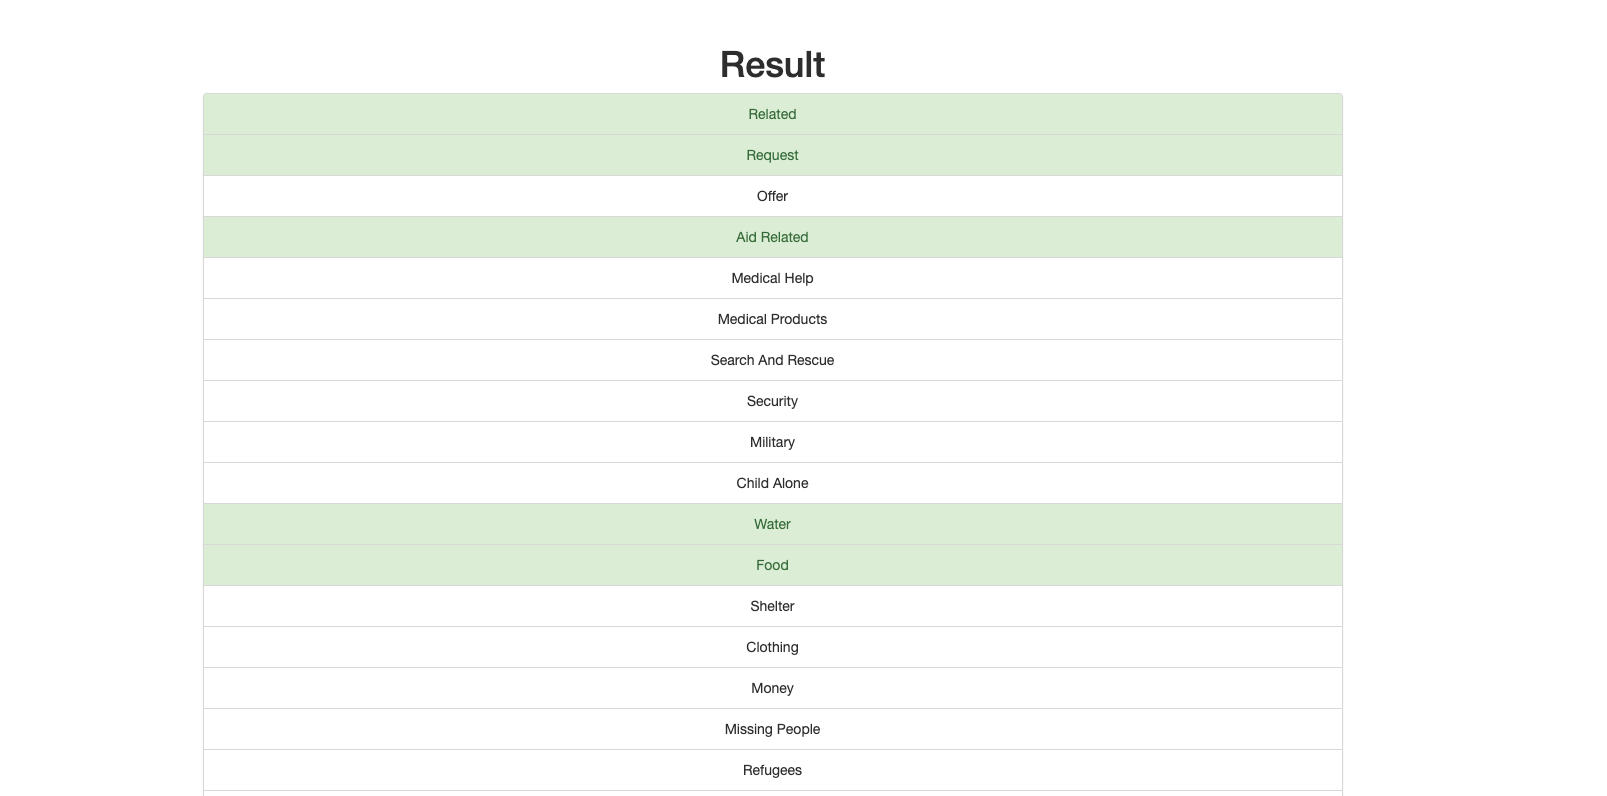 Result
Related
Request
Offer
Aid Related
Medical Help
Medical Products
Search And Rescue
Security
Military
Child Alone
Water
Food
Shelter
Clothing
Money
Missing People
Refugees